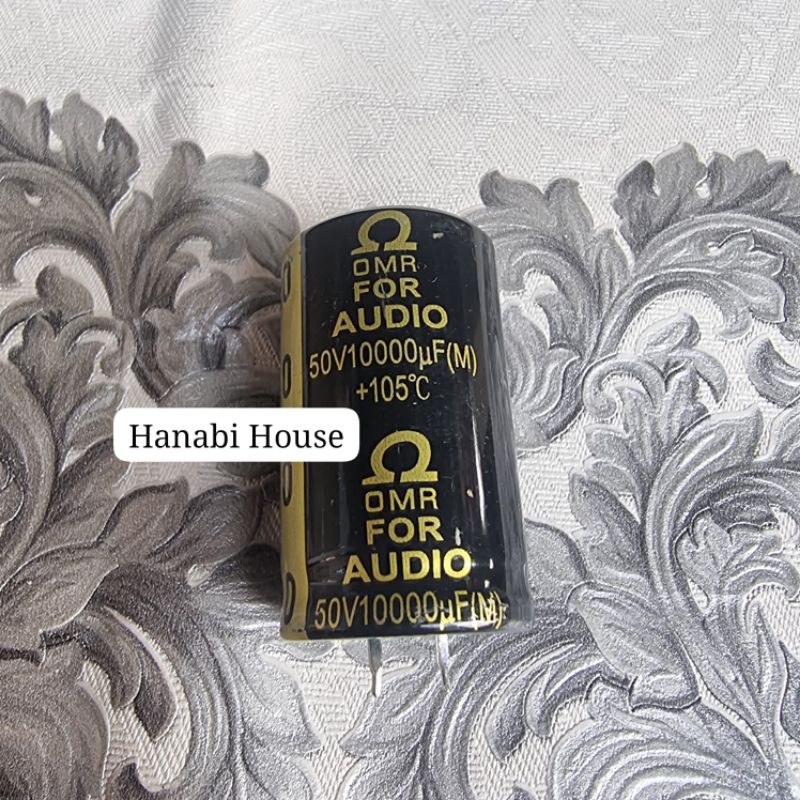 Ω
OMR
FOR
AUDIO
50V10000µF(M)
+105℃
Hanabi House
Ω
OMR
FOR
AUDIO
50V10000µF(M)